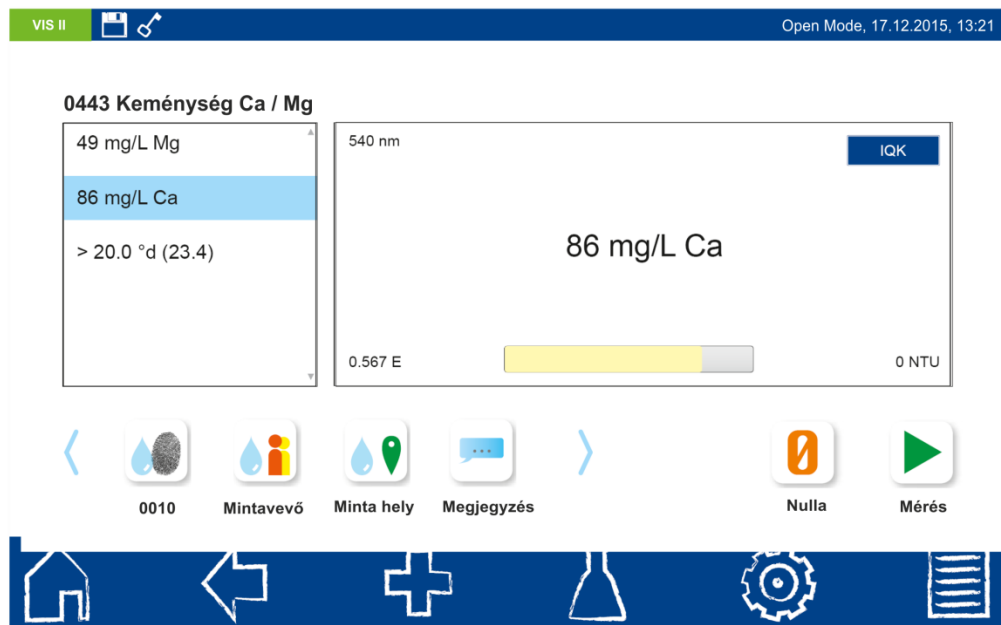 VIS II
Open Mode, 17.12.2015, 13:21
0443 Keménység Ca / Mg
49 mg/L Mg
86 mg/L Ca
> 20.0 °d (23.4)
540 nm
IQK
86 mg/L Ca
0.567 E
0 NTU
0010
Mintavevő
Minta hely
Megjegyzés
0
Nulla
Mérés